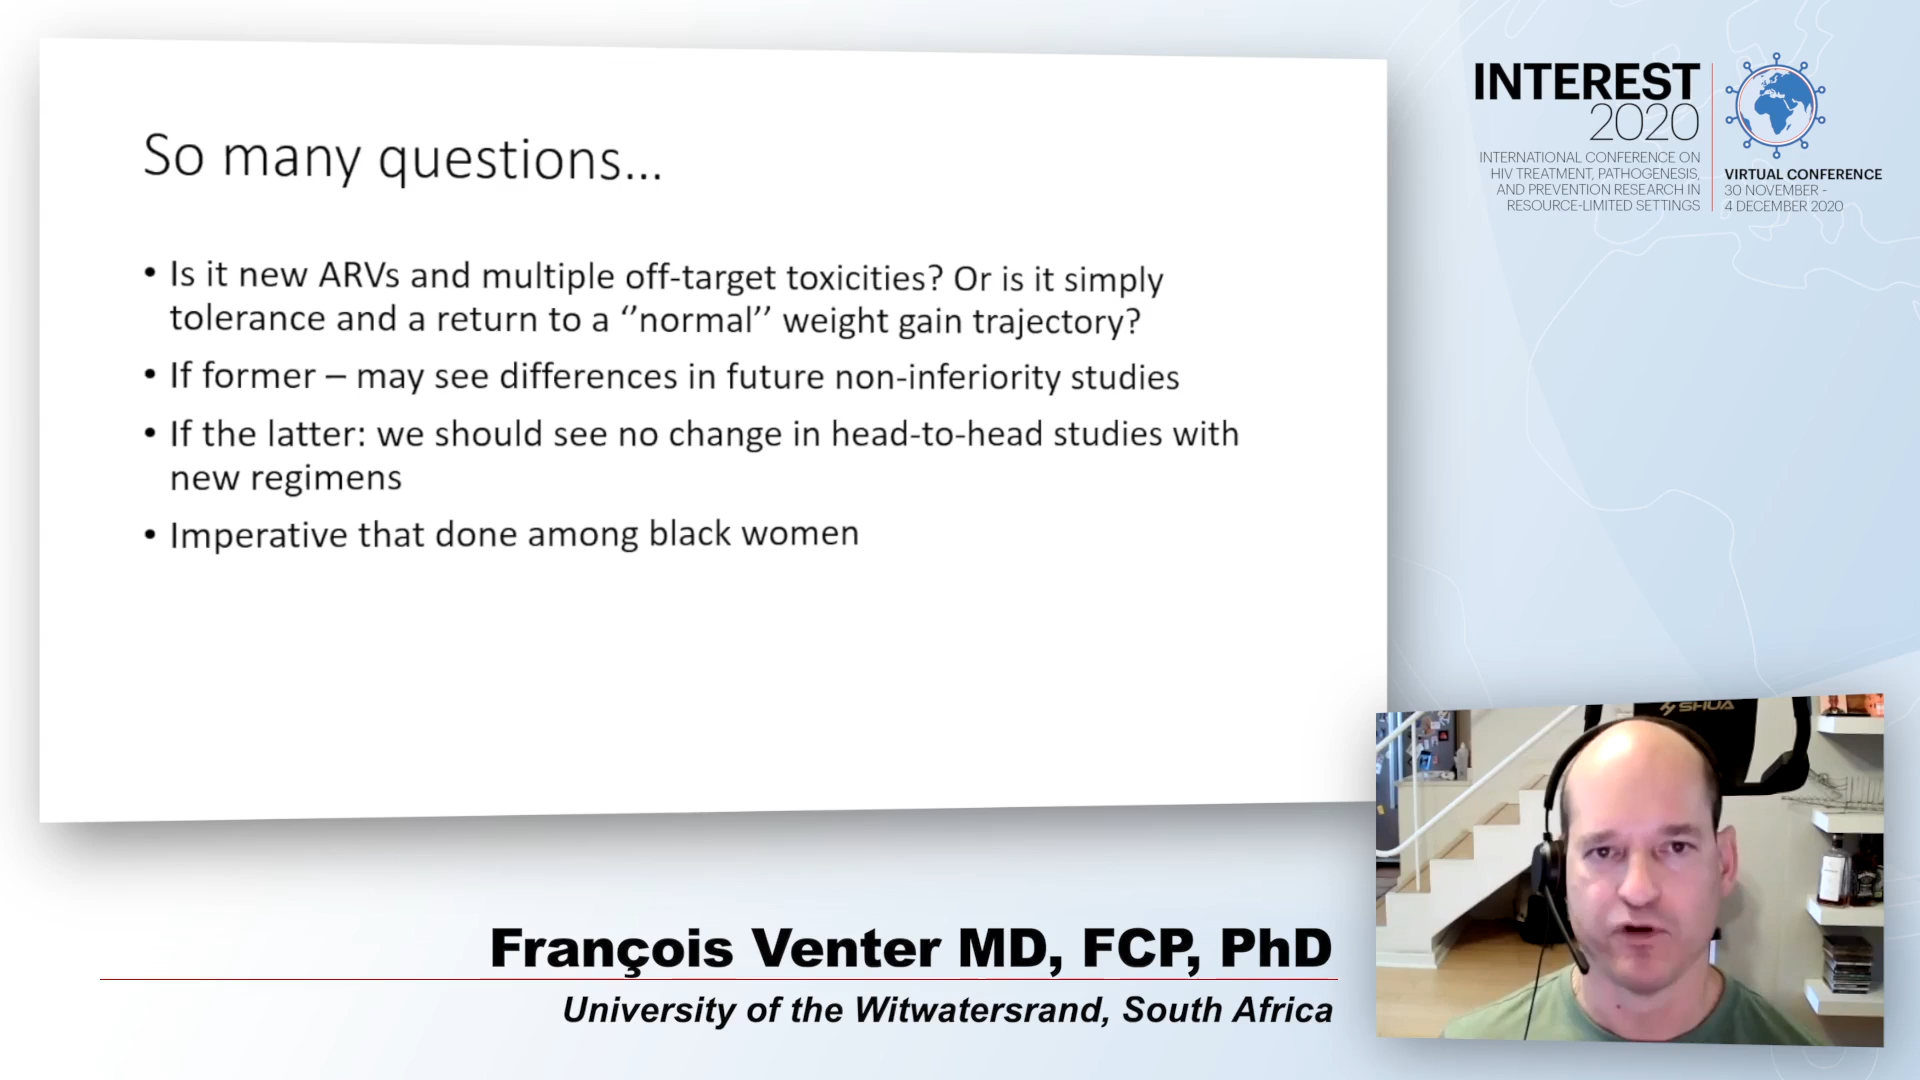 So many questions...
• Is it new ARVs and multiple off-target toxicities? Or is it simply
tolerance and a return to a ‘‘normal’’ weight gain trajectory?
• If former – may see differences in future non-inferiority studies
• If the latter: we should see no change in head-to-head studies with
new regimens
• Imperative that done among black women
INTEREST
2020
INTERNATIONAL CONFERENCE ON
HIV TREATMENT, PATHOGENESIS,
AND PREVENTION RESEARCH IN
RESOURCE-LIMITED SETTINGS
VIRTUAL CONFERENCE
30 NOVEMBER -
4 DECEMBER 2020
SHUA
François Venter MD, FCP, PhD
University of the Witwatersrand, South Africa